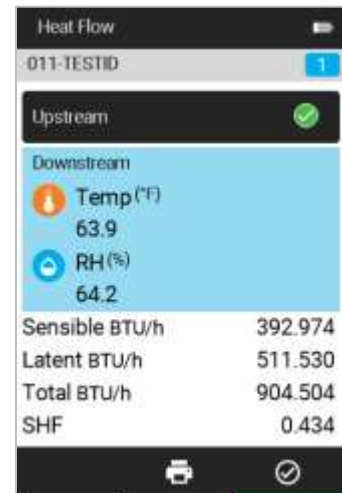 Heat Flow
011-TESTID
1
Upstream
Downstream
Temp (°F)
63.9
RH (%)
64.2
Sensible BTU/h 392.974
Latent BTU/h 511.530
Total BTU/h 904.504
SHF 0.434